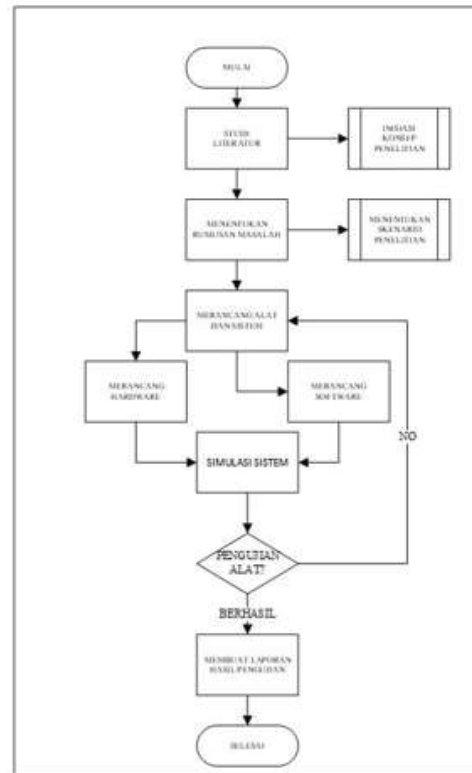 MULAI
STUDI
LITERATUR
INISIASI
KONSEP
PENELITIAN
MENENTUKAN
RUMUSAN MASALAH
MENENTUKAN
SKENARIO
PENELITIAN
MERANCANG ALAT
DAN SISTEM
MERANCANG
HARDWARE
MERANCANG
SOFTWARE
NO
SIMULASI SISTEM
PENGUJIAN
ALAT?
BERHASIL
MEMBUAT LAPORAN
HASIL PENGUJIAN
SELESAI